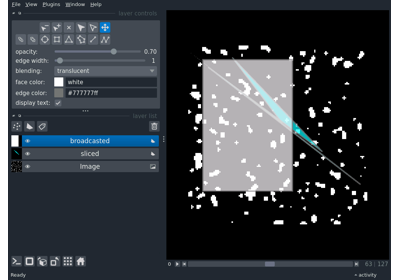 File View Plugins Window Help
layer controls
opacity: 0.70
edge width: 1
blending: translucent
face color: white
edge color: #777777ff
display text:
layer list
broadcasted
sliced
Image
63 127
Ready
activity